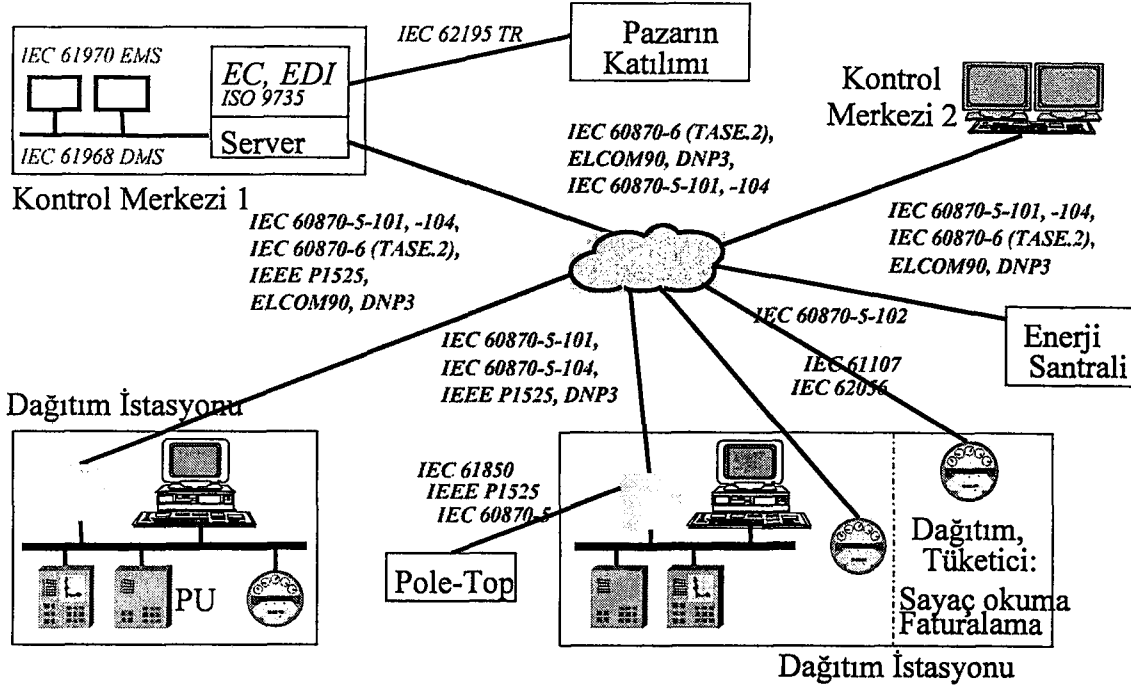 IEC 61970 EMS
EC, EDI
ISO 9735
Server
IEC 61968 DMS
Kontrol Merkezi 1
IEC 62195 TR
Pazarın
Katılımı
Kontrol
Merkezi 2
IEC 60870-6 (TASE.2),
ELCOM90, DNP3,
IEC 60870-5-101, -104
IEC 60870-5-101, -104,
IEC 60870-6 (TASE.2),
IEEE P1525,
ELCOM90, DNP3
IEC 60870-5-101, -104,
IEC 60870-6 (TASE.2),
ELCOM90, DNP3
IEC 60870-5-101,
IEC 60870-5-104,
IEEE P1525, DNP3
IEC 60870-5-102
IEC 61107
IEC 62056
Enerji
Santrali
Dağıtım İstasyonu
PU
IEC 61850
IEEE P1525
IEC 60870-5
Pole-Top
Dağıtım,
Tüketici:
Sayaç okuma
Faturalama
Dağıtım İstasyonu